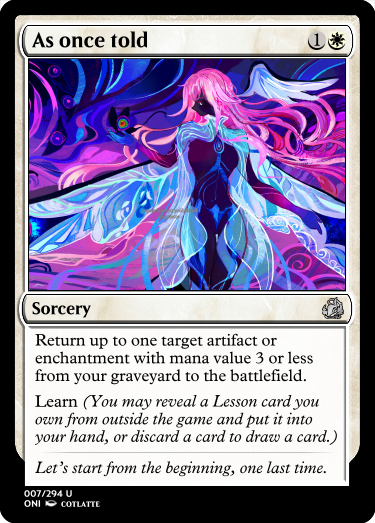 As once told 1
Sorcery
Return up to one target artifact or
enchantment with mana value 3 or less
from your graveyard to the battlefield.
Learn (You may reveal a Lesson card you
own from outside the game and put it into
your hand, or discard a card to draw a card.)
Let's start from the beginning, one last time.
007/294 U
ONI COTLATTE